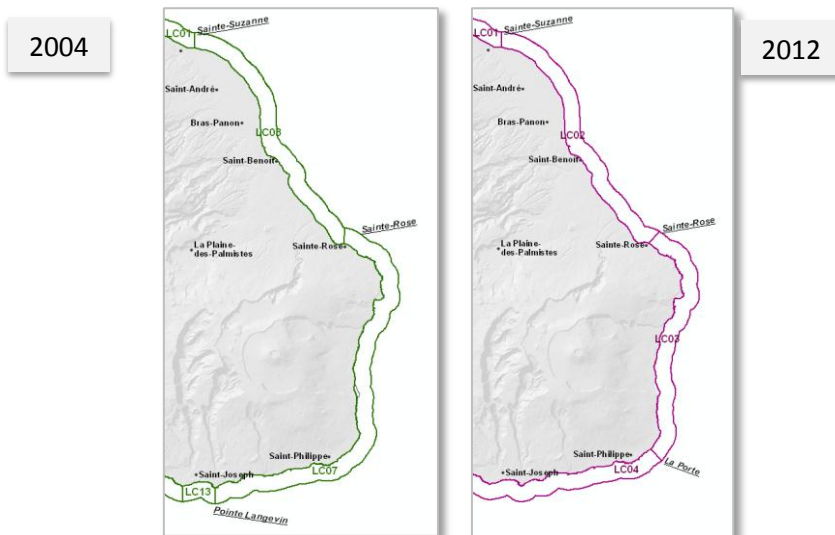 2004
LC01
Sainte-Suzanne
Saint-André
Bras-Panon
LC03
Saint-Benoit
Sainte-Rose
La Plaine-
des-Palmistes
Sainte-Rose
Saint-Philippe
Saint-Joseph
LC07
LC13
Pointe Langevin
2012
LC01
Sainte-Suzanne
Saint-André
Bras-Panon
LC02
Saint-Benoit
Sainte-Rose
La Plaine-
des-Palmistes
Sainte-Rose
LC03
Saint-Philippe
La Porte
Saint-Joseph
LC04